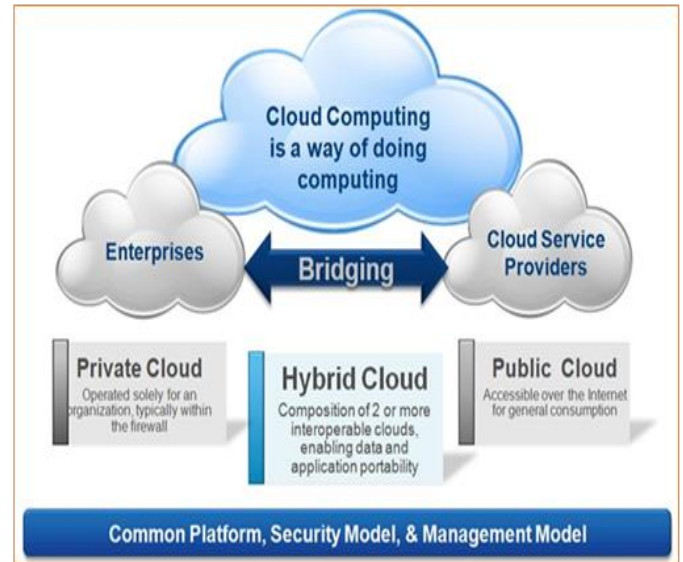 Cloud Computing
is a way of doing
computing
Enterprises
Bridging
Cloud Service
Providers
Private Cloud
Operated solely for an
organization, typically within
the firewall
Hybrid Cloud
Composition of 2 or more
interoperable clouds,
enabling data and
application portability
Public Cloud
Accessible over the Internet
for general consumption
Common Platform, Security Model, & Management Model